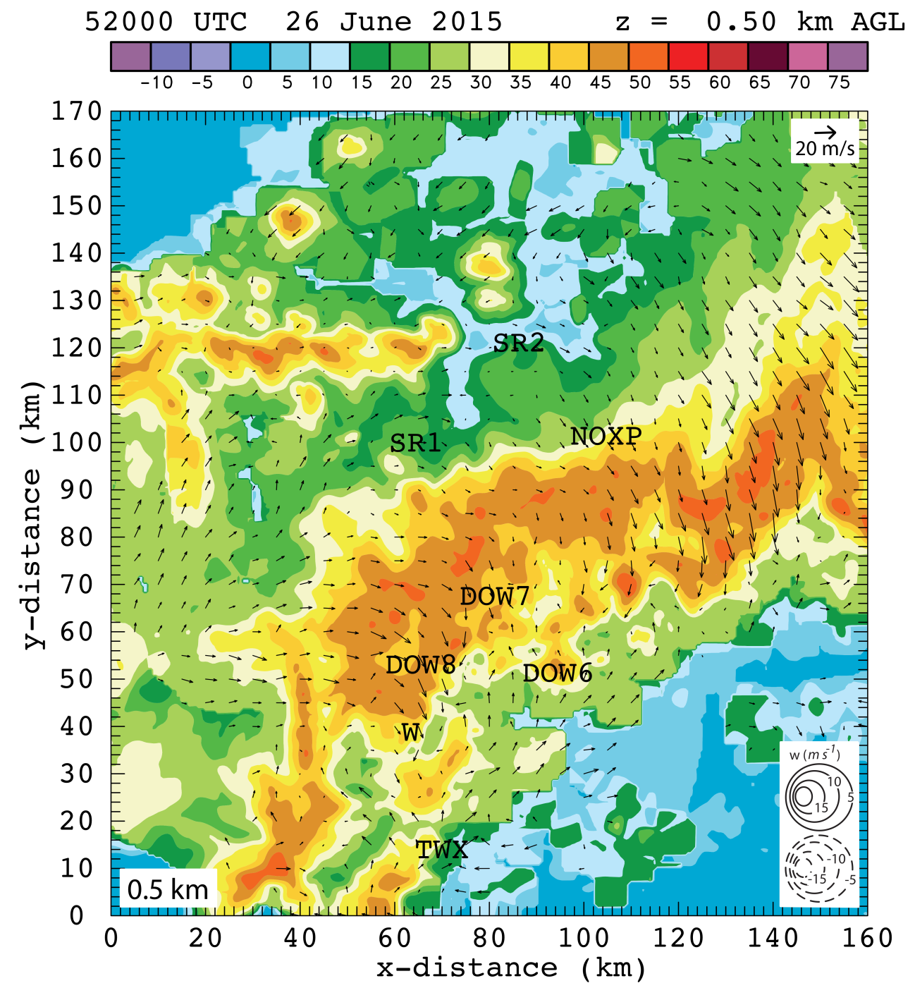 52000 UTC 26 June 2015 z = 0.50 km AGL
-10 -5 0 5 10 15 20 25 30 35 40 45 50 55 60 65 70 75
170
160
150
140
130
120
110
100
90
80
70
60
50
40
30
20
10
0
y-distance (km)
20 m/s
SR2
SR1
NOXP
DOW7
DOW8
DOW6
W
TWX
w (m s-1)
10
5
15
-10
-15
-5
0.5 km
0 20 40 60 80 100 120 140 160
x-distance (km)